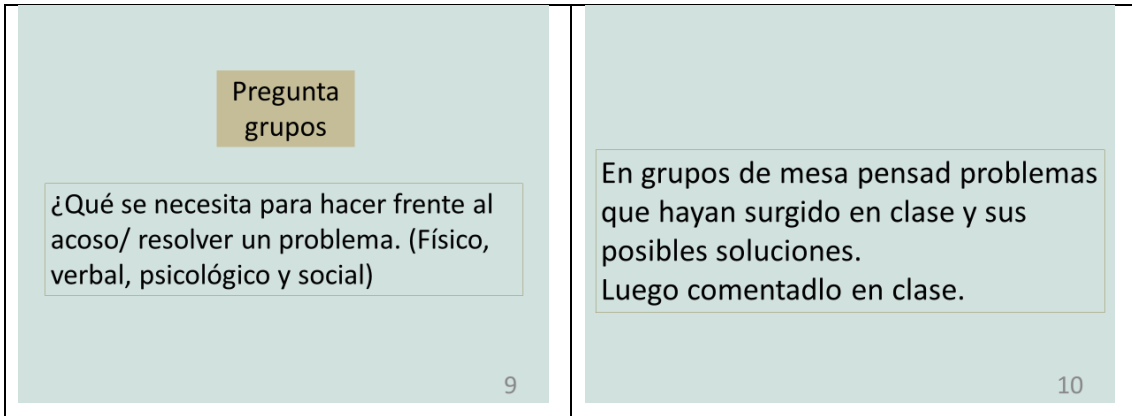 Pregunta
grupos
¿Qué se necesita para hacer frente al
acoso/ resolver un problema. (Físico,
verbal, psicológico y social)
9
En grupos de mesa pensad problemas
que hayan surgido en clase y sus
posibles soluciones.
Luego comentadlo en clase.
10